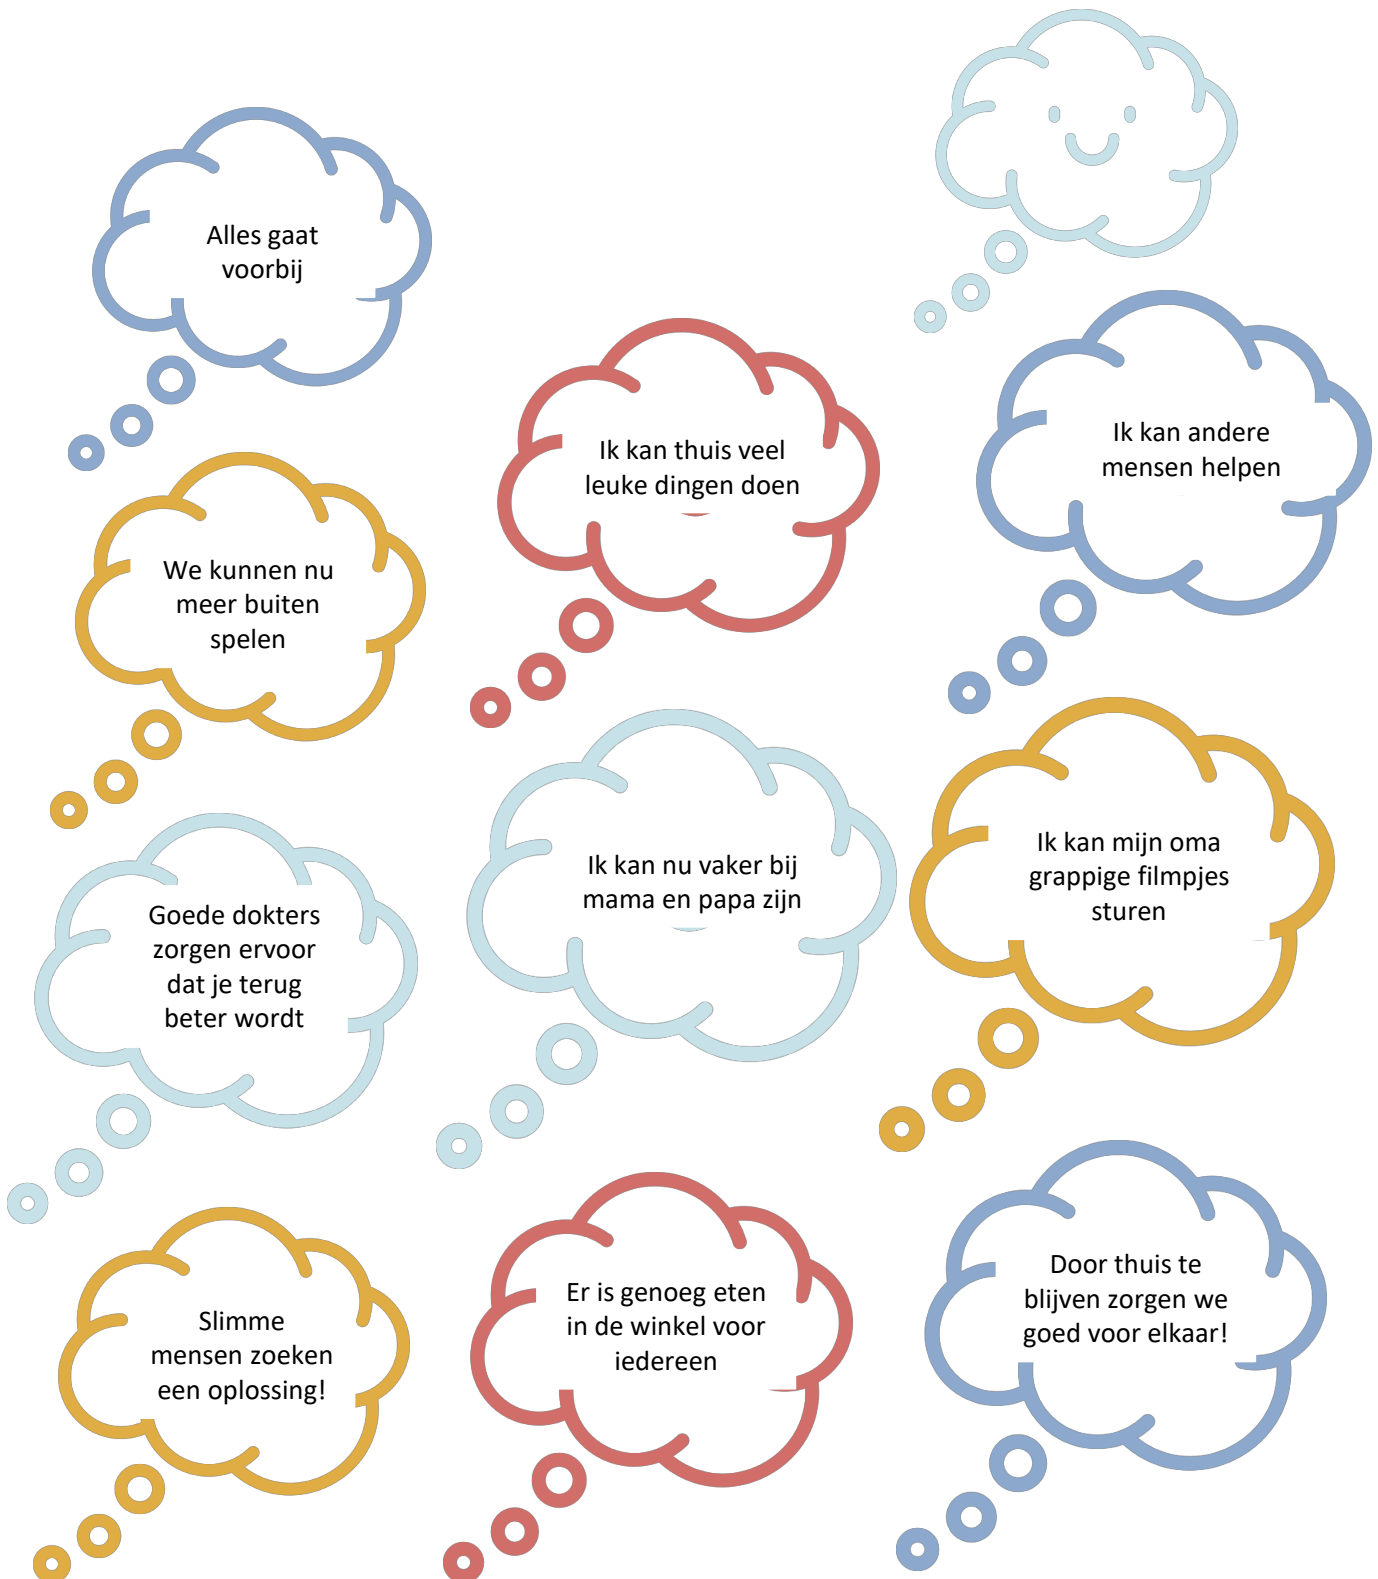 Alles gaat
voorbij
Ik kan thuis veel
leuke dingen doen
Ik kan andere
mensen helpen
We kunnen nu
meer buiten
spelen
Ik kan nu vaker bij
mama en papa zijn
Ik kan mijn oma
grappige filmpjes
sturen
Goede dokters
zorgen ervoor
dat je terug
beter wordt
Slimme
mensen zoeken
een oplossing!
Er is genoeg eten
in de winkel voor
iedereen
Door thuis te
blijven zorgen we
goed voor elkaar!